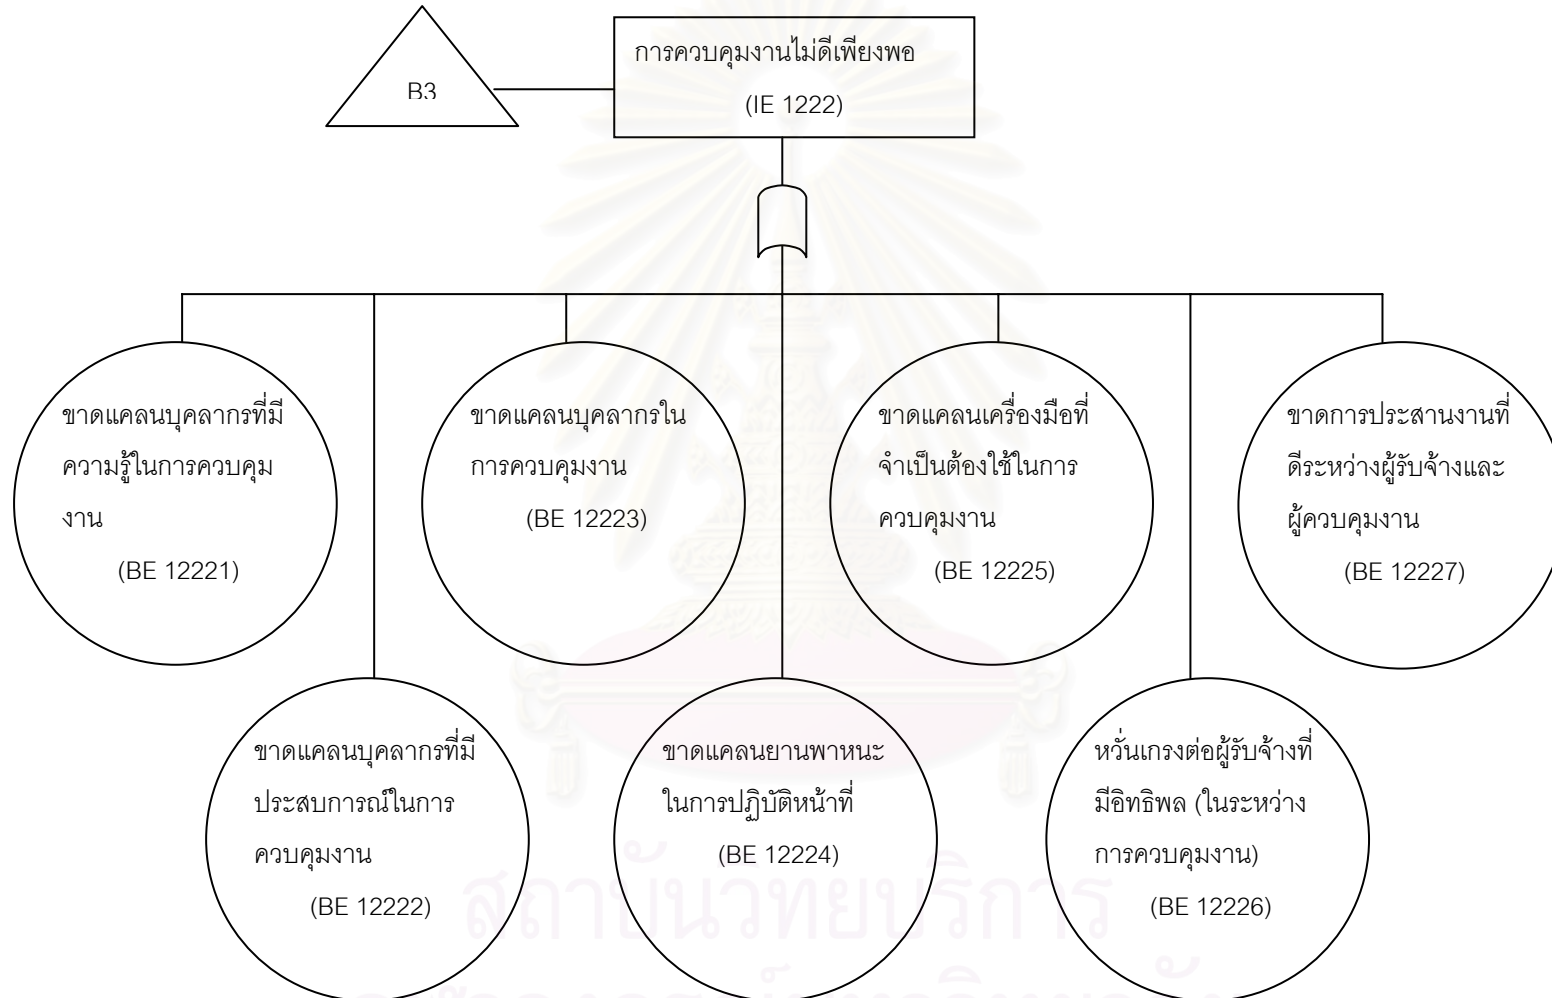 B3
การควบคุมงานไม่ดีเพียงพอ
(IE 1222)
ขาดแคลนบุคลากรที่มี
ความรู้ในการควบคุม
งาน
(BE 12221)
ขาดแคลนบุคลากรใน
การควบคุมงาน
(BE 12223)
ขาดแคลนเครื่องมือที่
จำเป็นต้องใช้ในการ
ควบคุมงาน
(BE 12225)
ขาดการประสานงานที่
ดีระหว่างผู้รับจ้างและ
ผู้ควบคุมงาน
(BE 12227)
ขาดแคลนบุคลากรที่มี
ประสบการณ์ในการ
ควบคุมงาน
(BE 12222)
ขาดแคลนยานพาหนะ
ในการปฏิบัติหน้าที่
(BE 12224)
หวั่นเกรงต่อผู้รับจ้างที่
มีอิทธิพล (ในระหว่าง
การควบคุมงาน)
(BE 12226)
สถาบันวิทยบริการ